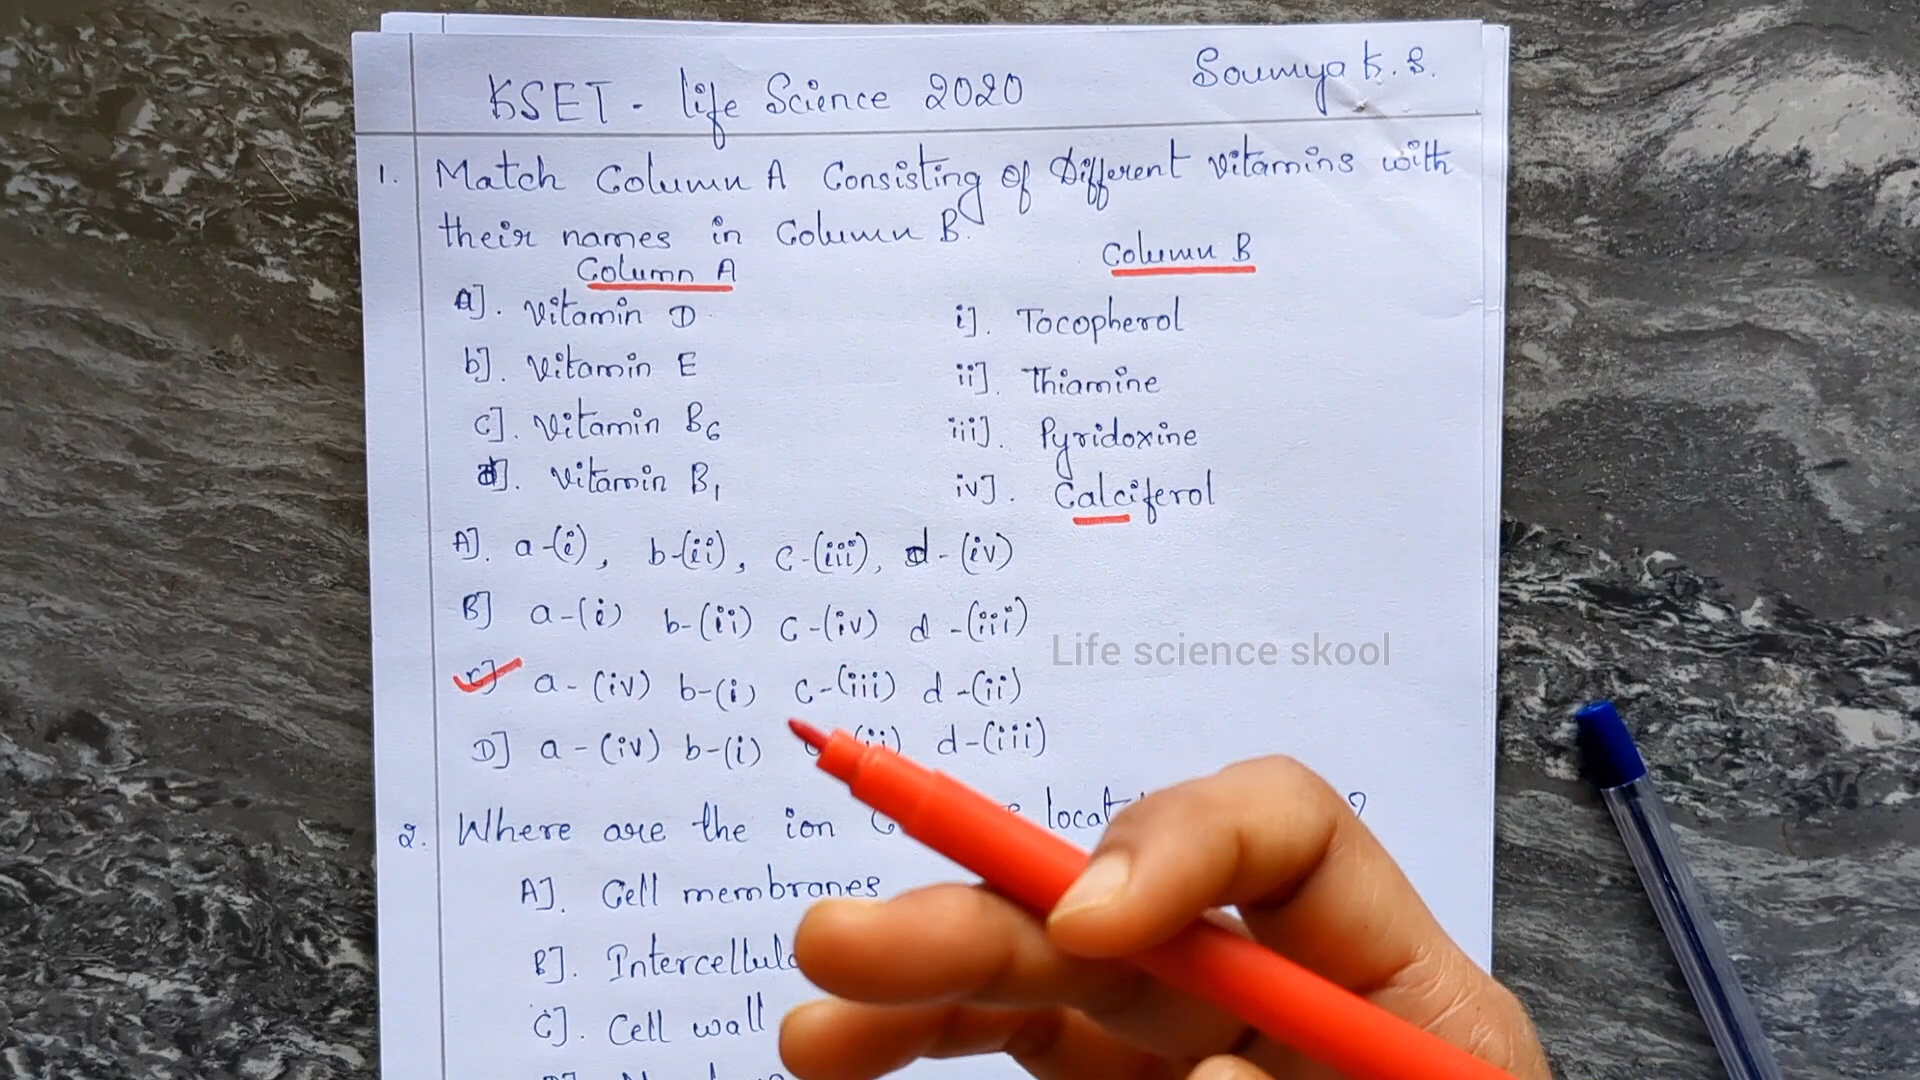 KSET - life Science 2020
Soumya K. S.
1. Match Column A Consisting of Different Vitamins with
their names in Column B.
Column A
Column B
a]. Vitamin D
i]. Tocopherol
b]. Vitamin E
ii]. Thiamine
c]. Vitamin B6
iii]. Pyridoxine
d]. Vitamin B1
iv]. Calciferol
A]. a-(i), b-(ii), c-(iii), d-(iv)
B] a-(i) b-(ii) c-(iv) d-(iii)
C] a-(iv) b-(i) c-(iii) d-(ii)
D] a-(iv) b-(i) (ii) d-(iii)
Life science skool
2. Where are the ion ?
A]. Cell membranes
B].
C]. Cell wall